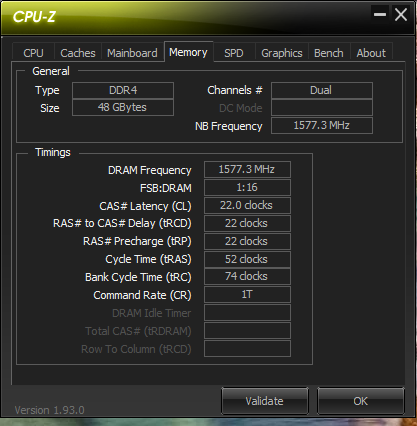 CPU-Z
CPU Caches Mainboard Memory SPD Graphics Bench About
General
Type DDR4 Channels # Dual
Size 48 GBytes DC Mode
NB Frequency 1577.3 MHz
Timings
DRAM Frequency 1577.3 MHz
FSB:DRAM 1:16
CAS# Latency (CL) 22.0 clocks
RAS# to CAS# Delay (tRCD) 22 clocks
RAS# Precharge (tRP) 22 clocks
Cycle Time (tRAS) 52 clocks
Bank Cycle Time (tRC) 74 clocks
Command Rate (CR) 1T
DRAM Idle Timer
Total CAS# (tRDRAM)
Row To Column (tRCD)
Version 1.93.0 Validate OK